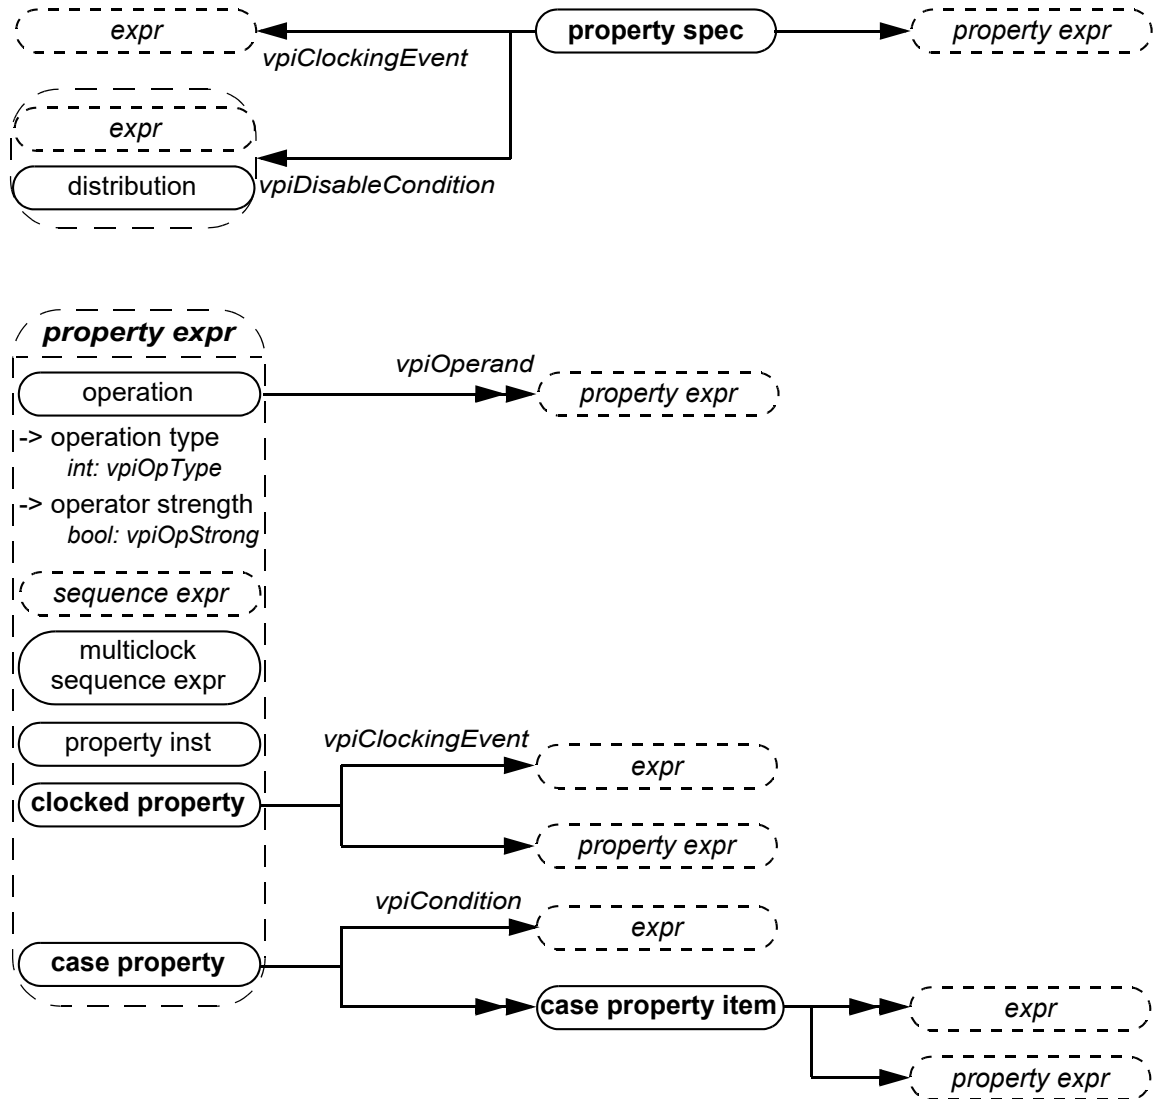 expr
property spec
property expr
vpiClockingEvent
expr
distribution
vpiDisableCondition
property expr
vpiOperand
operation
property expr
-> operation type
int: vpiOpType
-> operator strength
bool: vpiOpStrong
sequence expr
multiclock
sequence expr
property inst
vpiClockingEvent
expr
clocked property
property expr
vpiCondition
expr
case property
case property item
expr
property expr